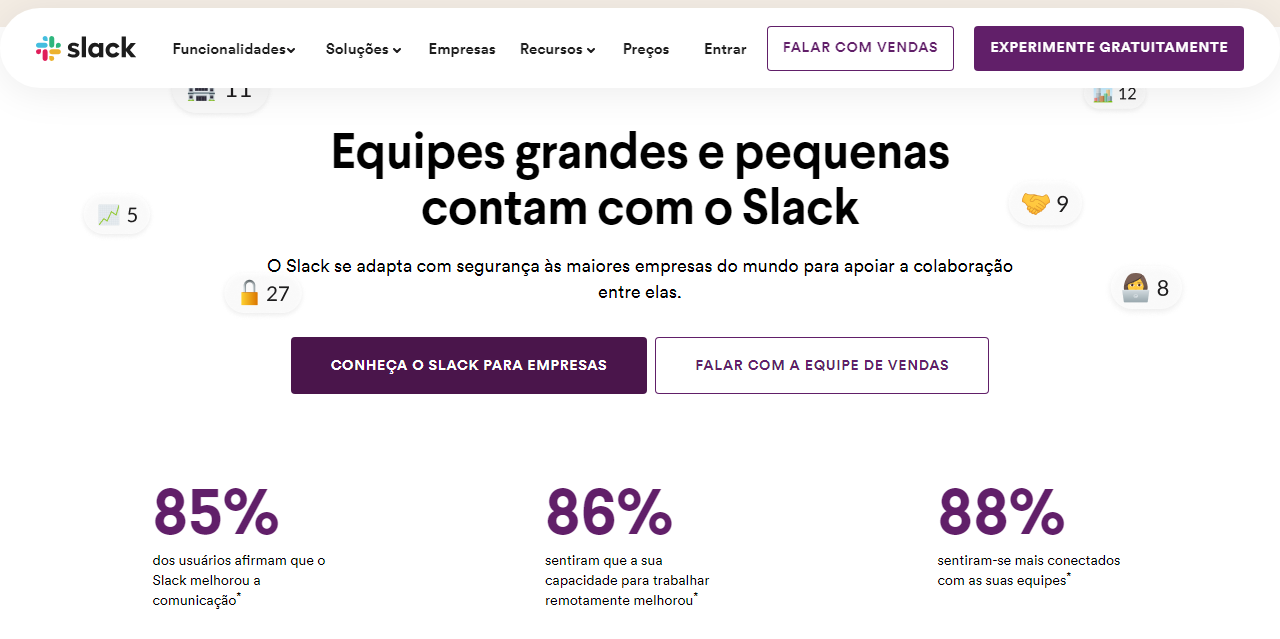 slack
Funcionalidades
Soluções
Empresas
Recursos
Preços
Entrar
FALAR COM VENDAS
EXPERIMENTE GRATUITAMENTE
11
12
Equipes grandes e pequenas
contam com o Slack
5
9
O Slack se adapta com segurança às maiores empresas do mundo para apoiar a colaboração
entre elas.
27
8
CONHEÇA O SLACK PARA EMPRESAS
FALAR COM A EQUIPE DE VENDAS
85%
dos usuários afirmam que o
Slack melhorou a
comunicação*
86%
sentiram que a sua
capacidade para trabalhar
remotamente melhorou*
88%
sentiram-se mais conectados
com as suas equipes*